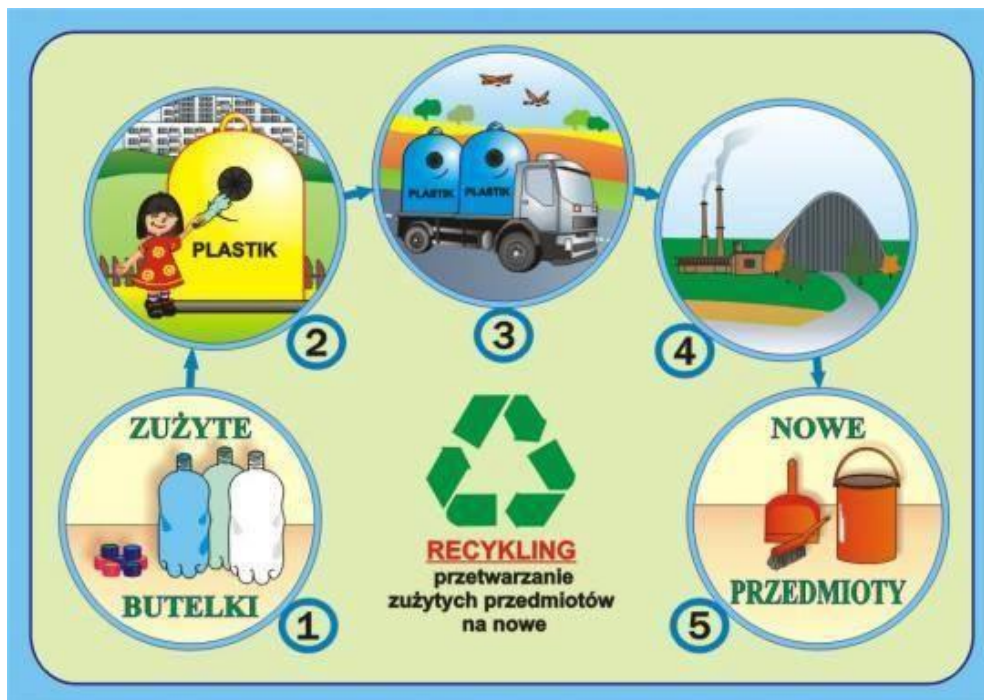 ZUŻYTE
BUTELKI
1
PLASTIK
2
PLASTIK
PLASTIK
3
4
NOWE
PRZEDMIOTY
5
RECYKLING
przetwarzanie
zużytych przedmiotów
na nowe